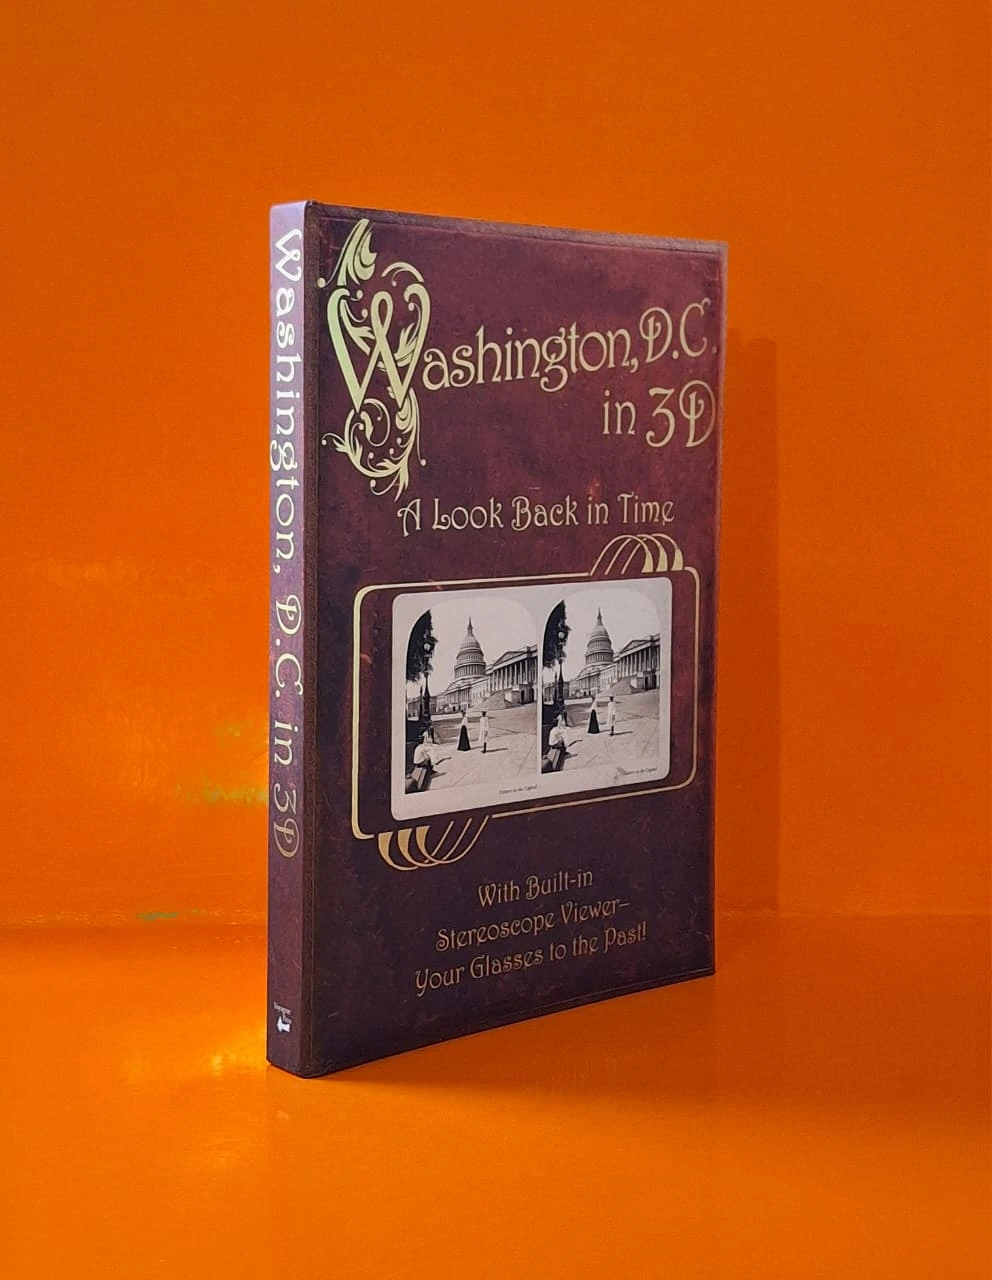 Washington, D.C. in 3D
Washington, D.C.
in 3D
A Look Back in Time
With Built-in
Stereoscope Viewer–
Your Glasses to the Past!